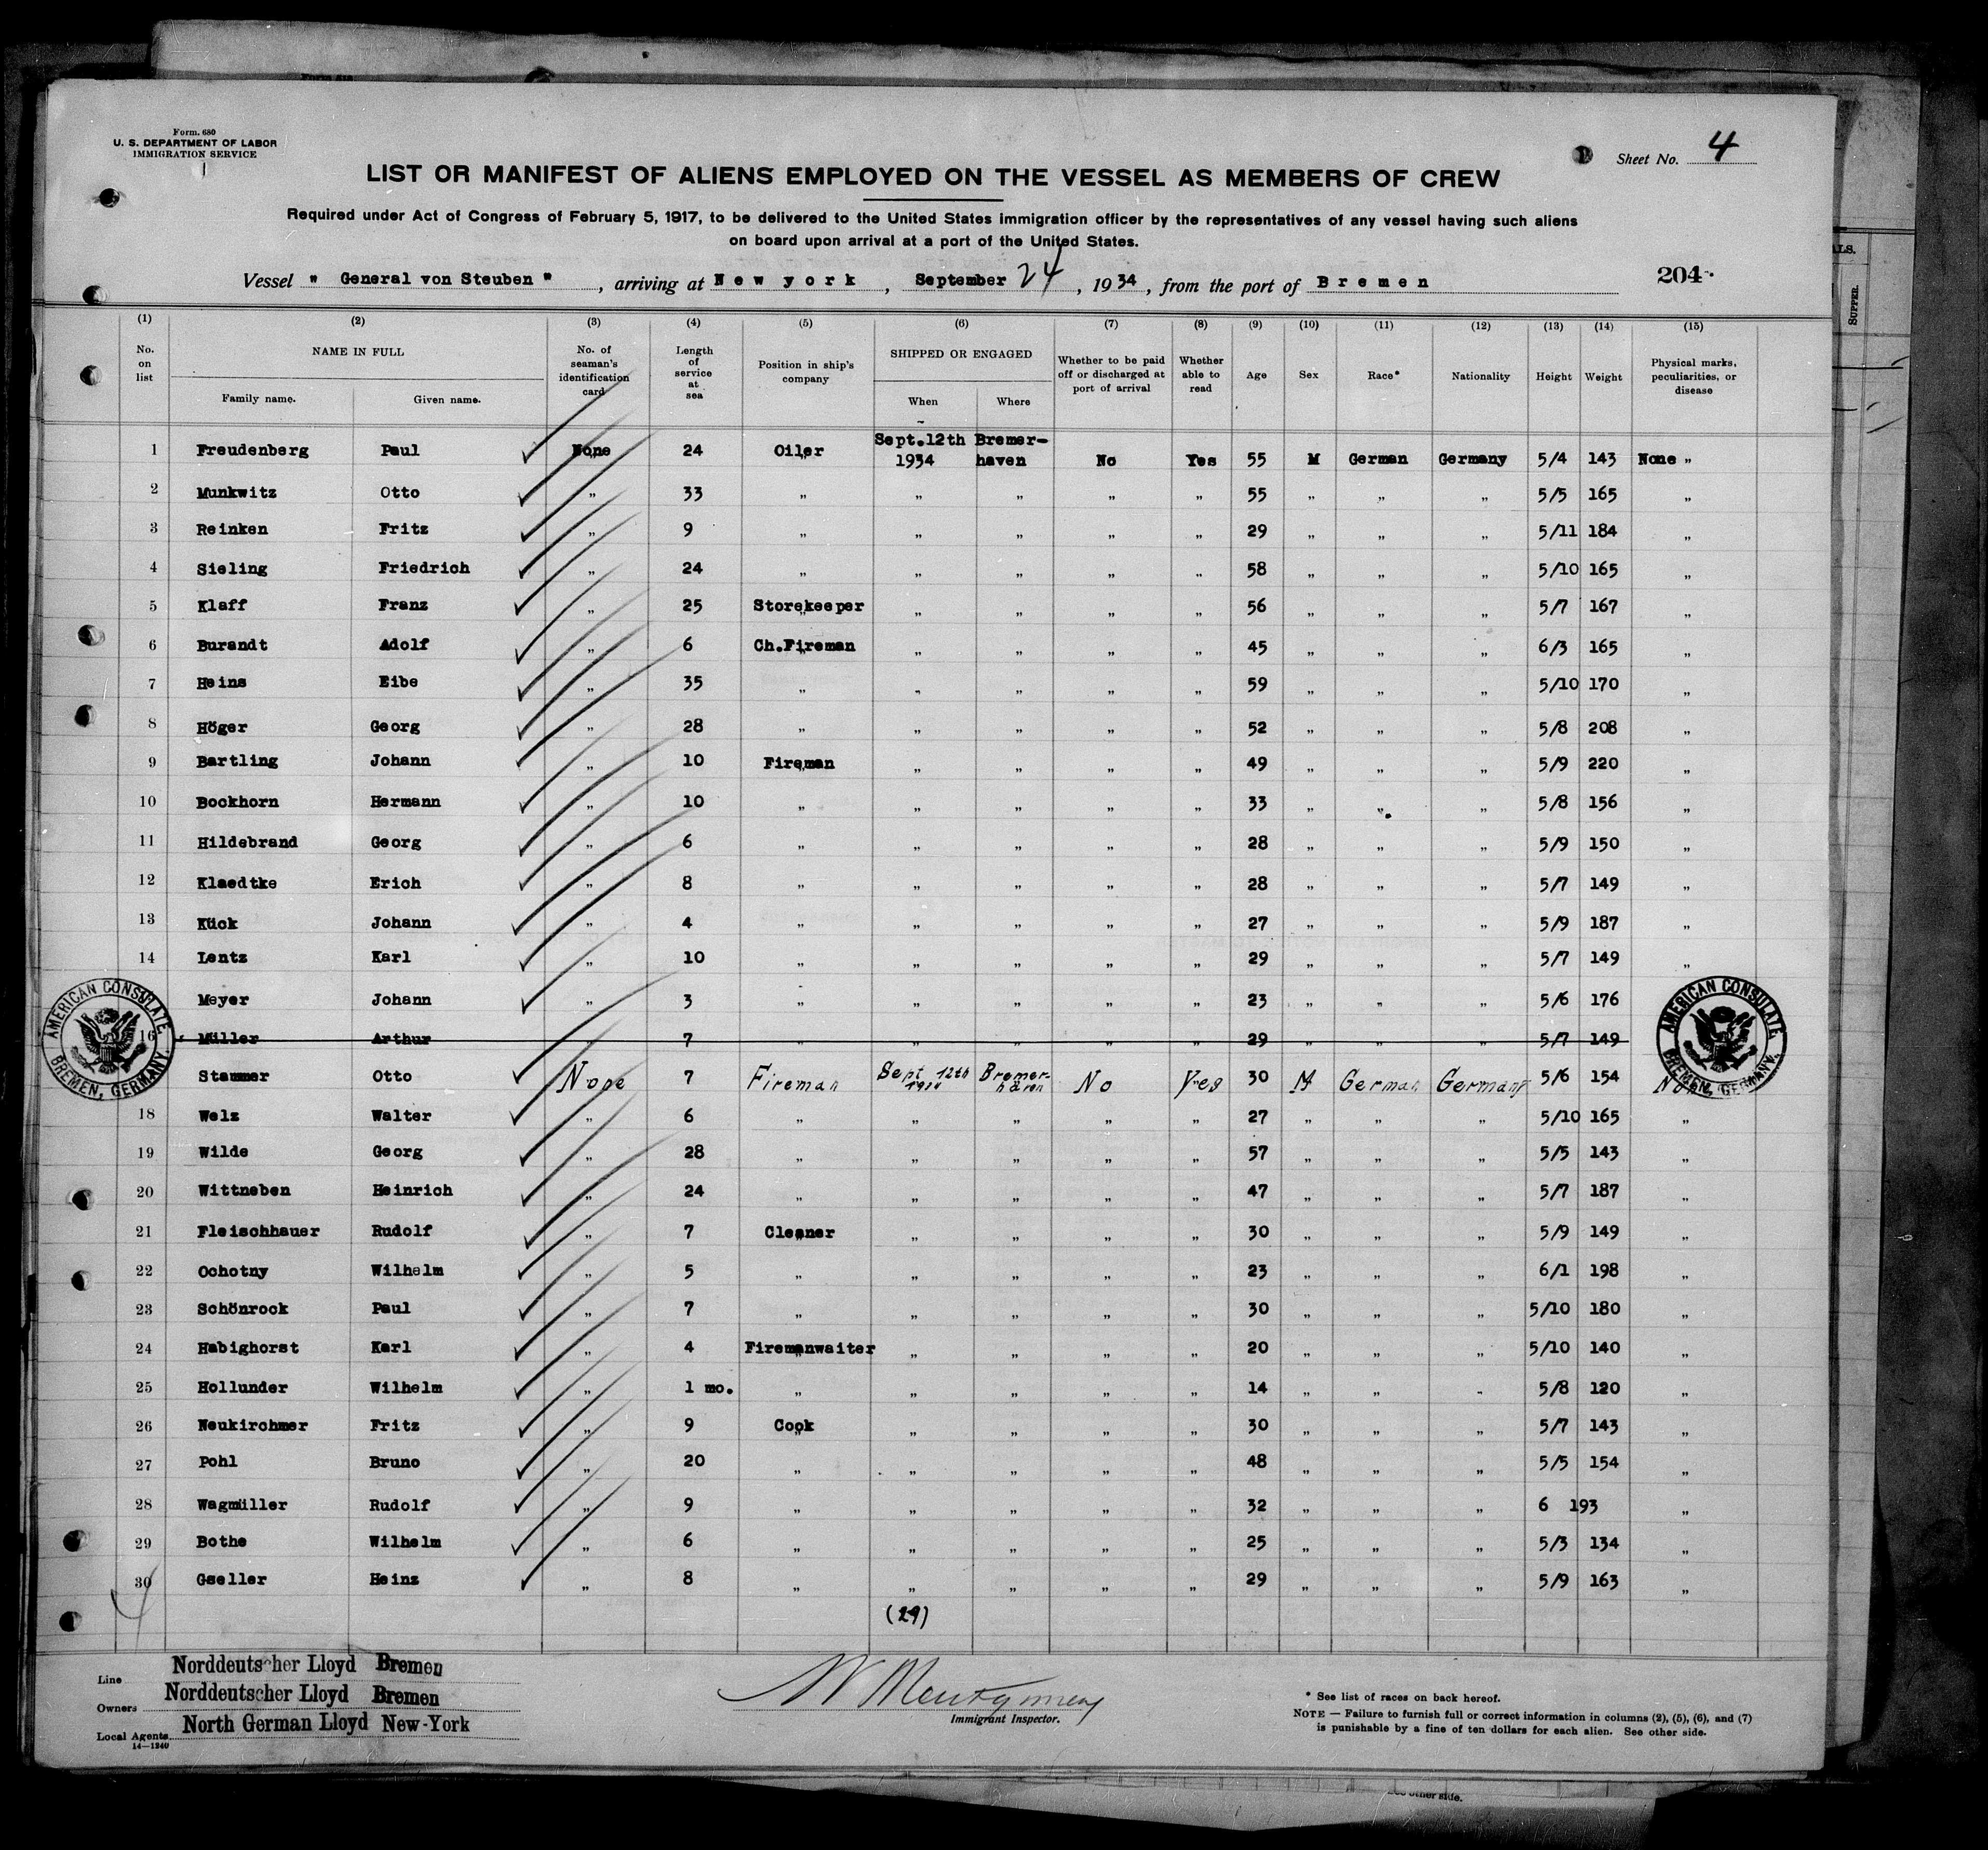 Form. 680
U. S. DEPARTMENT OF LABOR
IMMIGRATION SERVICE
Sheet No. 4
LIST OR MANIFEST OF ALIENS EMPLOYED ON THE VESSEL AS MEMBERS OF CREW
Required under Act of Congress of February 5, 1917, to be delivered to the United States immigration officer by the representatives of any vessel having such aliens
on board upon arrival at a port of the United States.
Vessel " General von Steuben ", arriving at New york, September 24, 1934, from the port of Bremen 204
(1) (2) (3) (4) (5) (6) (7) (8) (9) (10) (11) (12) (13) (14) (15)
No. on list NAME IN FULL Family name. Given name. No. of seaman's identification card Length of service at sea Position in ship's company SHIPPED OR ENGAGED When Where Whether to be paid off or discharged at port of arrival Whether able to read Age Sex Race* Nationality Height Weight Physical marks, peculiarities, or disease
1 Freudenberg Paul None 24 Oiler Sept.12th 1934 Bremer-haven No Yes 55 M German Germany 5/4 143 None "
2 Munkwitz Otto " 33 " " " " " 55 " " " 5/5 165 "
3 Reinken Fritz " 9 " " " " " 29 " " " 5/11 184 "
4 Sieling Friedrich " 24 " " " " " 58 " " " 5/10 165 "
5 Klaff Franz " 25 Storekeeper " " " " 56 " " " 5/7 167 "
6 Burandt Adolf " 6 Ch.Fireman " " " " 45 " " " 6/3 165 "
7 Heins Eibe " 35 " " " " " 59 " " " 5/10 170 "
8 Höger Georg " 28 " " " " " 52 " " " 5/8 208 "
9 Bartling Johann " 10 Fireman " " " " 49 " " " 5/9 220 "
10 Bockhorn Hermann " 10 " " " " " 33 " " " 5/8 156 "
11 Hildebrand Georg " 6 " " " " " 28 " " " 5/9 150 "
12 Klaedtke Erich " 8 " " " " " 28 " " " 5/7 149 "
13 Kück Johann " 4 " " " " " 27 " " " 5/9 187 "
14 Lentz Karl " 10 " " " " " 29 " " " 5/7 149 "
Meyer Johann " 3 " " " " " 23 " " " 5/6 176
16 Müller Arthur 7 " " " " " 29 " " " 5/7 149
Stammer Otto None 7 Fireman Sept 12th 1934 Bremer-haven No Yes 30 M German Germany 5/6 154 None
18 Welz Walter " 6 " " " " " 27 " " " 5/10 165 "
19 Wilde Georg " 28 " " " " " 57 " " " 5/5 143 "
20 Wittneben Heinrich " 24 " " " " " 47 " " " 5/7 187 "
21 Fleischhauer Rudolf " 7 Cleaner " " " " 30 " " " 5/9 149 "
22 Ochotny Wilhelm " 5 " " " " " 23 " " " 6/1 198 "
23 Schönrock Paul " 7 " " " " " 30 " " " 5/10 180 "
24 Habighorst Karl " 4 Firemanwaiter " " " " 20 " " " 5/10 140 "
25 Hollunder Wilhelm " 1 mo. " " " " " 14 " " " 5/8 120 "
26 Neukirchmer Fritz " 9 Cook " " " " 30 " " " 5/7 143 "
27 Pohl Bruno " 20 " " " " " 48 " " " 5/5 154 "
28 Wagmüller Rudolf " 9 " " " " " 32 " " " 6 193 "
29 Bothe Wilhelm " 6 " " " " " 25 " " " 5/3 134 "
30 Gseller Heinz " 8 " " " " " 29 " " " 5/9 163 "
(29)
AMERICAN CONSULATE BREMEN, GERMANY
AMERICAN CONSULATE BREMEN, GERMANY
Line Norddeutscher Lloyd Bremen
Owners Norddeutscher Lloyd Bremen
Local Agents North German Lloyd New-York
14—1240
W Montgomery
Immigrant Inspector.
* See list of races on back hereof.
NOTE — Failure to furnish full or correct information in columns (2), (5), (6), and (7)
is punishable by a fine of ten dollars for each alien. See other side.
SUPPER.
See other side.